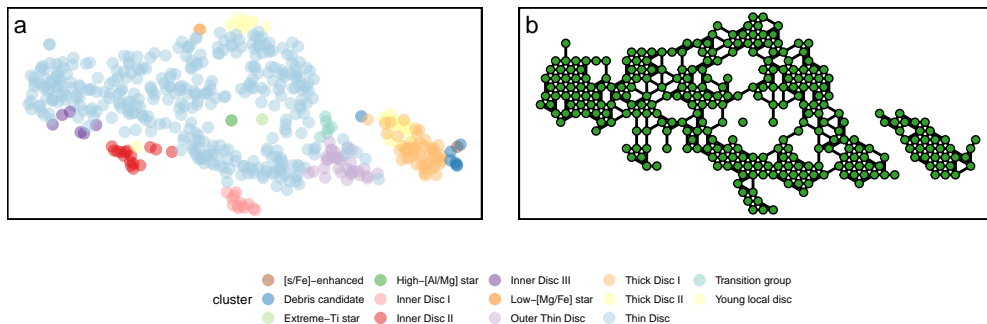 a
b
[s/Fe]−enhanced High−[Al/Mg] star Inner Disc III Thick Disc I Transition group
cluster Debris candidate Inner Disc I Low−[Mg/Fe] star Thick Disc II Young local disc
Extreme−Ti star Inner Disc II Outer Thin Disc Thin Disc